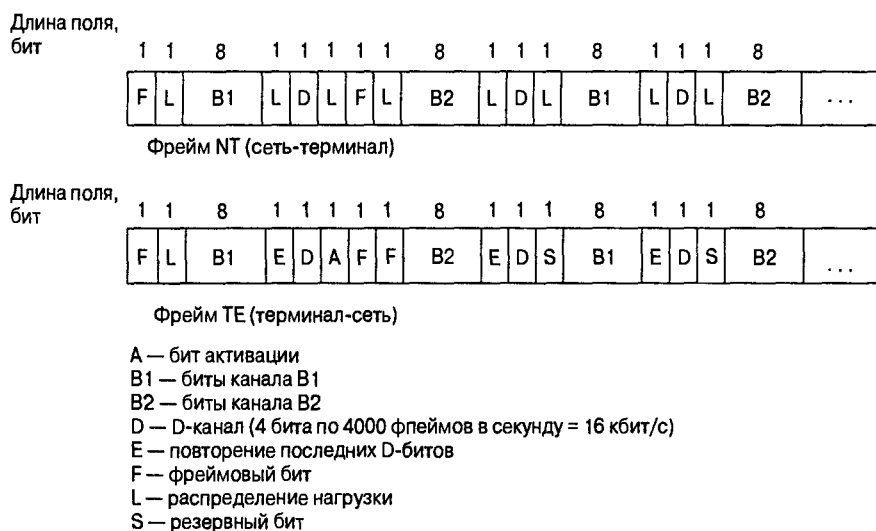 Длина поля,
бит
1 1 8 1 1 1 1 1 8 1 1 1 8 1 1 1 8
F L B1 L D L F L B2 L D L B1 L D L B2 ...
Фрейм NT (сеть-терминал)
Длина поля,
бит
1 1 8 1 1 1 1 1 8 1 1 1 8 1 1 1 8
F L B1 E D A F F B2 E D S B1 E D S B2 ...
Фрейм TE (терминал-сеть)
A — бит активации
B1 — биты канала B1
B2 — биты канала B2
D — D-канал (4 бита по 4000 фпеймов в секунду = 16 кбит/с)
E — повторение последних D-битов
F — фреймовый бит
L — распределение нагрузки
S — резервный бит